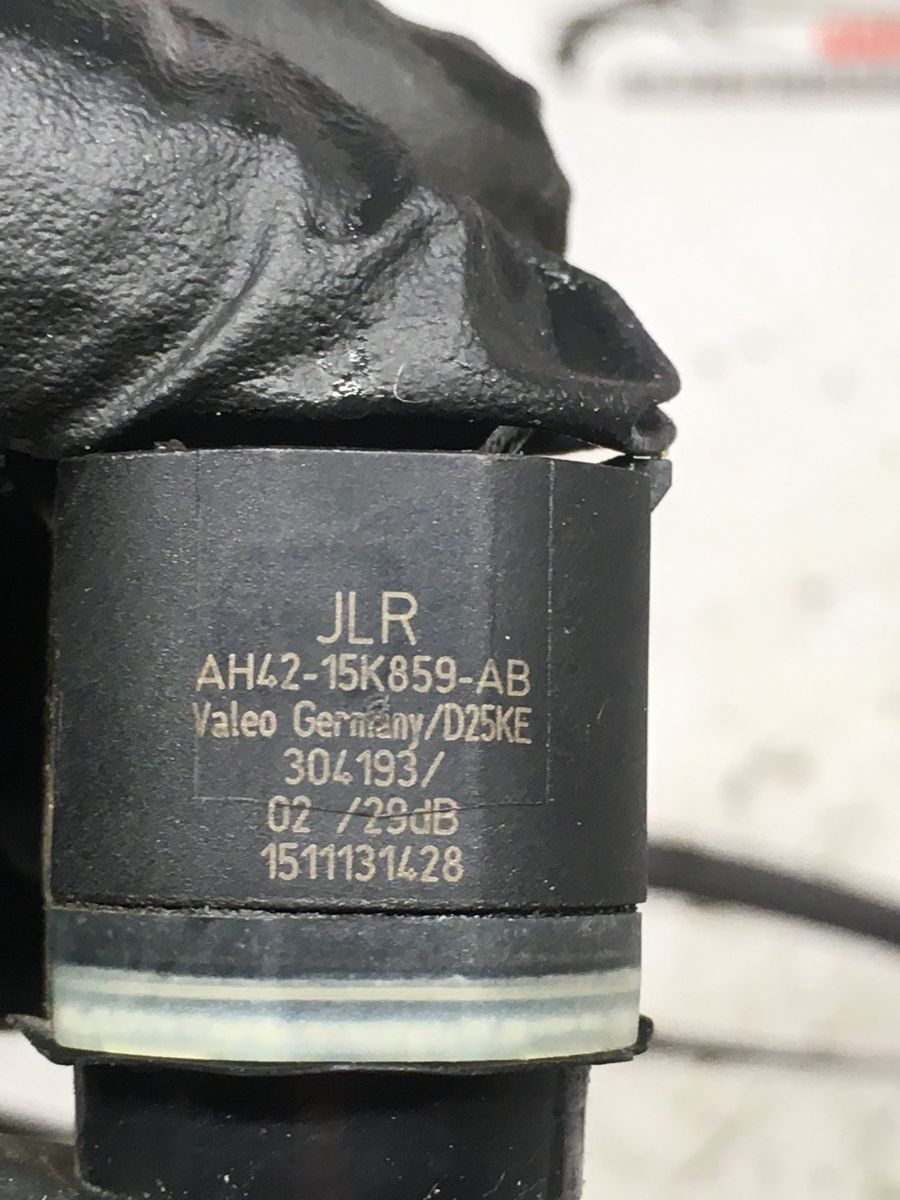 JLR
AH42-15K859-AB
Valeo Germany/D25KE
304193/
02 /29dB
1511131428